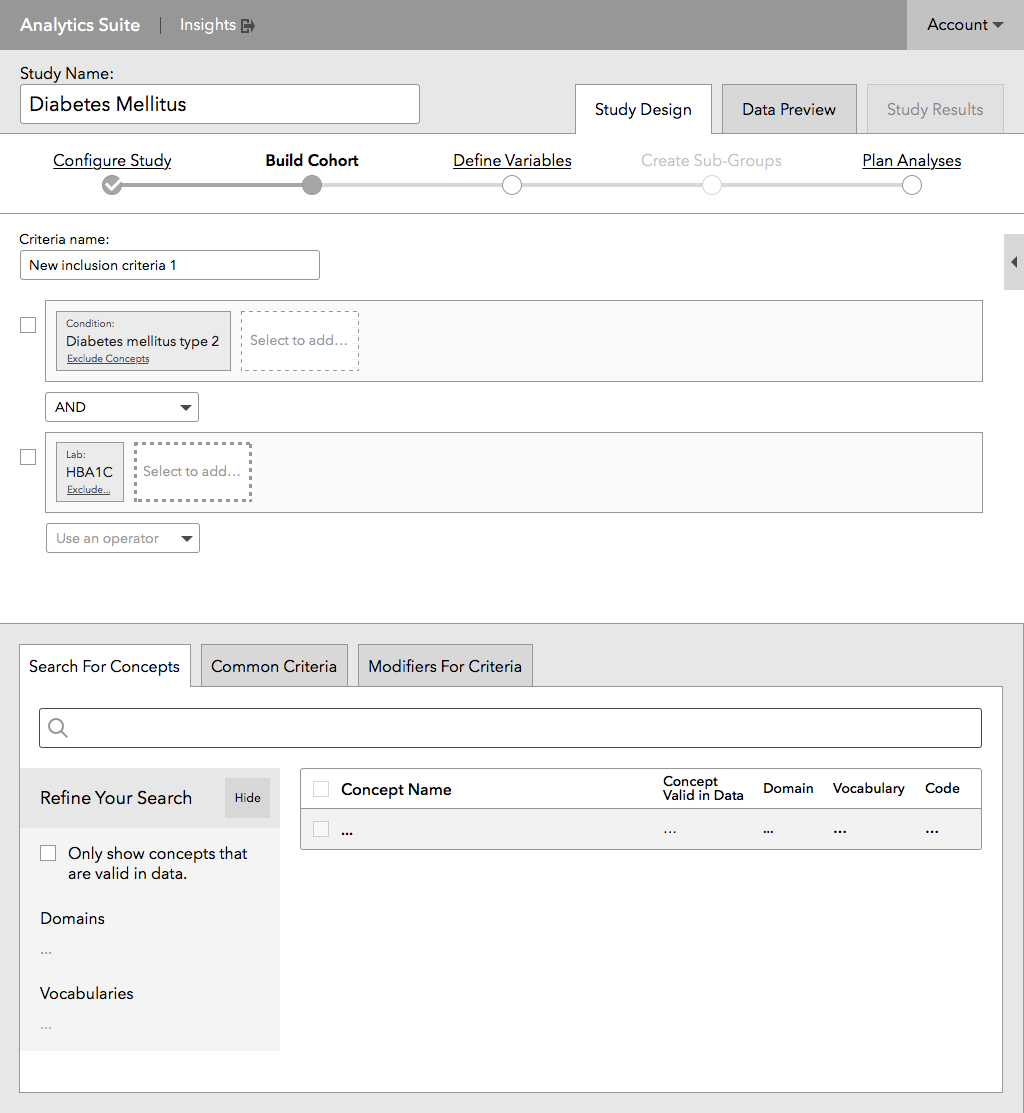 Analytics Suite | Insights Account
Study Name:
Diabetes Mellitus
Study Design Data Preview Study Results
Configure Study Build Cohort Define Variables Create Sub-Groups Plan Analyses
Criteria name:
New inclusion criteria 1
Condition:
Diabetes mellitus type 2
Exclude Concepts
Select to add...
AND
Lab:
HBA1C
Exclude...
Select to add...
Use an operator
Search For Concepts Common Criteria Modifiers For Criteria
Refine Your Search Hide
Only show concepts that
are valid in data.
Domains
...
Vocabularies
...
Concept Name Concept Valid in Data Domain Vocabulary Code
... ... ... ... ...